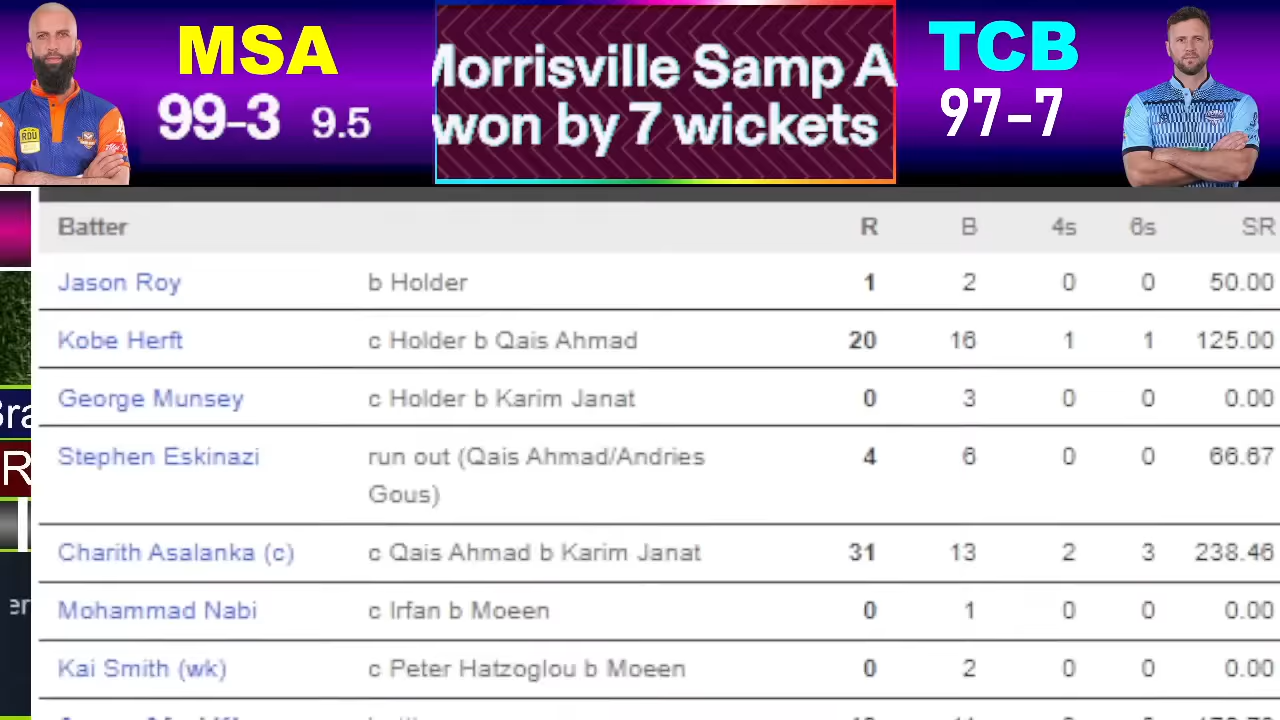 MSA
99-3 9.5
Morrisville Samp A
won by 7 wickets
TCB
97-7
RDU
Batter R B 4s 6s SR
Jason Roy b Holder 1 2 0 0 50.00
Kobe Herft c Holder b Qais Ahmad 20 16 1 1 125.00
George Munsey c Holder b Karim Janat 0 3 0 0 0.00
Stephen Eskinazi run out (Qais Ahmad/Andries 4 6 0 0 66.67
Gous)
Charith Asalanka (c) c Qais Ahmad b Karim Janat 31 13 2 3 238.46
Mohammad Nabi c Irfan b Moeen 0 1 0 0 0.00
Kai Smith (wk) c Peter Hatzoglou b Moeen 0 2 0 0 0.00
Bra
R
er